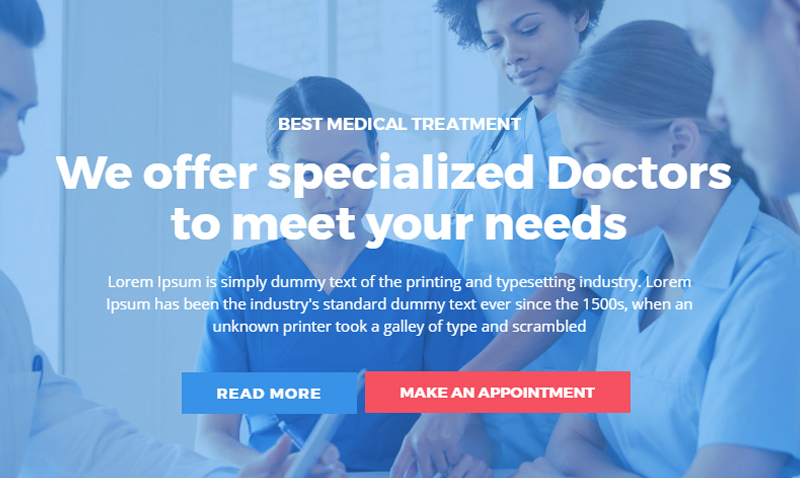 BEST MEDICAL TREATMENT
We offer specialized Doctors
to meet your needs
Lorem Ipsum is simply dummy text of the printing and typesetting industry. Lorem
Ipsum has been the industry's standard dummy text ever since the 1500s, when an
unknown printer took a galley of type and scrambled
READ MORE
MAKE AN APPOINTMENT